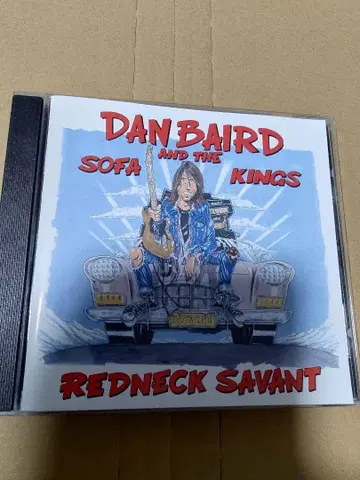 DAN BAIRD
AND THE
SOFA KINGS
REDNECK SAVANT